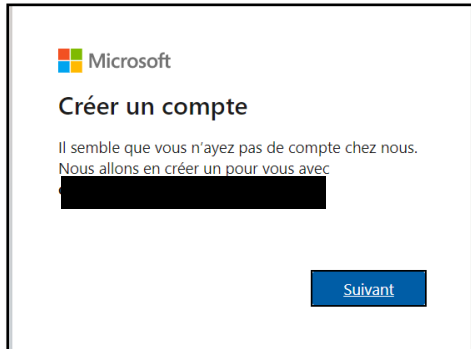 Microsoft
Créer un compte
Il semble que vous n'ayez pas de compte chez nous.
Nous allons en créer un pour vous avec
Suivant